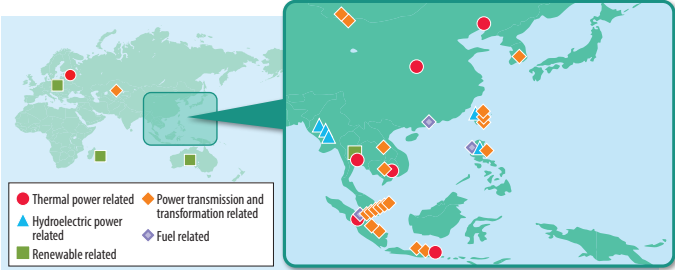 Thermal power related
Hydroelectric power
related
Renewable related
Power transmission and
transformation related
Fuel related